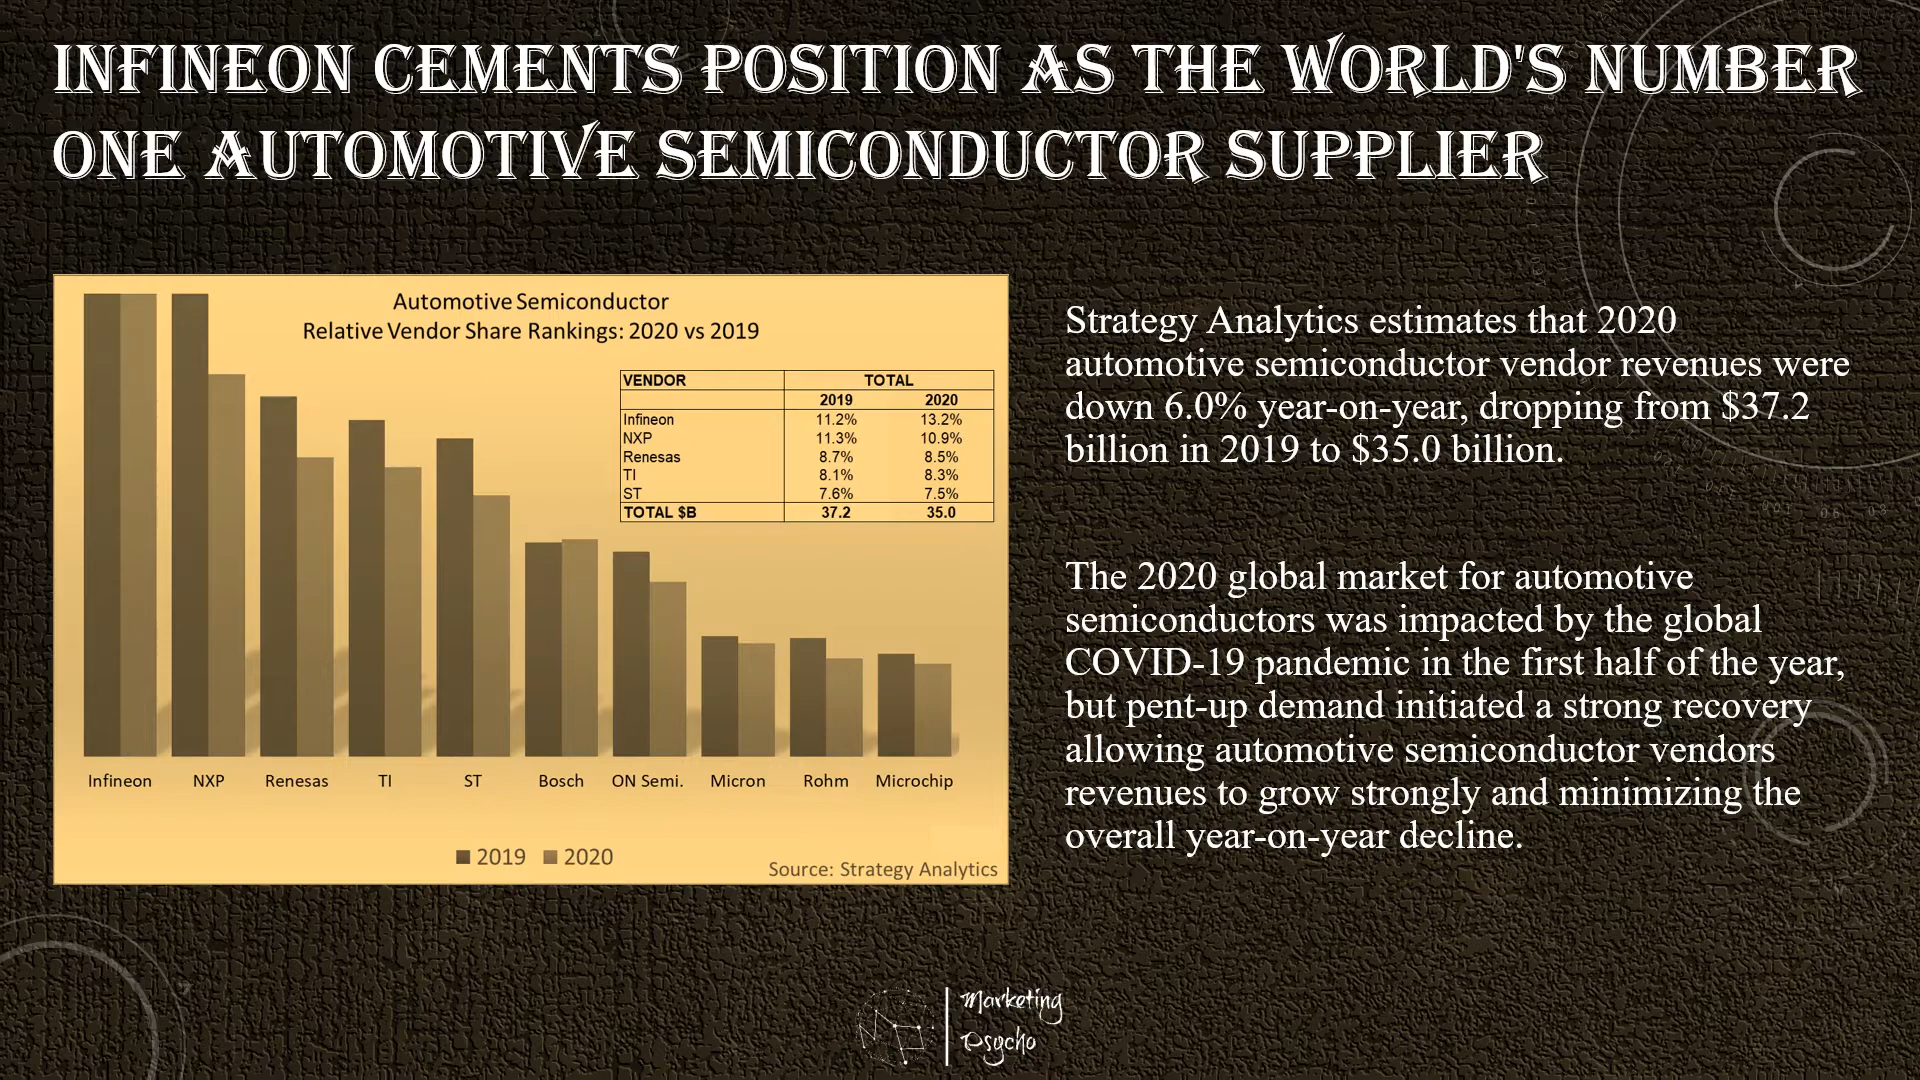 INFINEON CEMENTS POSITION AS THE WORLD'S NUMBER
ONE AUTOMOTIVE SEMICONDUCTOR SUPPLIER
Automotive Semiconductor
Relative Vendor Share Rankings: 2020 vs 2019
VENDOR TOTAL
2019 2020
Infineon 11.2% 13.2%
NXP 11.3% 10.9%
Renesas 8.7% 8.5%
TI 8.1% 8.3%
ST 7.6% 7.5%
TOTAL $B 37.2 35.0
Infineon NXP Renesas TI ST Bosch ON Semi. Micron Rohm Microchip
2019 2020
Source: Strategy Analytics
Strategy Analytics estimates that 2020
automotive semiconductor vendor revenues were
down 6.0% year-on-year, dropping from $37.2
billion in 2019 to $35.0 billion.
The 2020 global market for automotive
semiconductors was impacted by the global
COVID-19 pandemic in the first half of the year,
but pent-up demand initiated a strong recovery
allowing automotive semiconductor vendors
revenues to grow strongly and minimizing the
overall year-on-year decline.
Marketing
Psycho